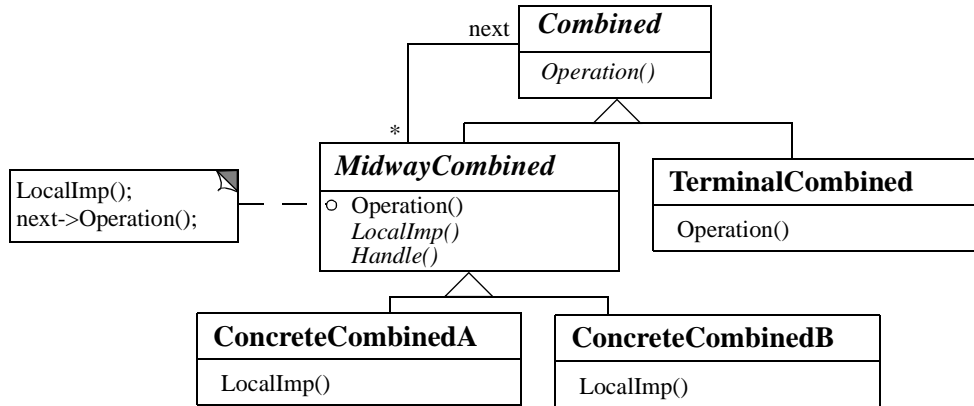 next
Combined
Operation()
*
LocalImp();
next->Operation();
MidwayCombined
Operation()
LocalImp()
Handle()
TerminalCombined
Operation()
ConcreteCombinedA
LocalImp()
ConcreteCombinedB
LocalImp()